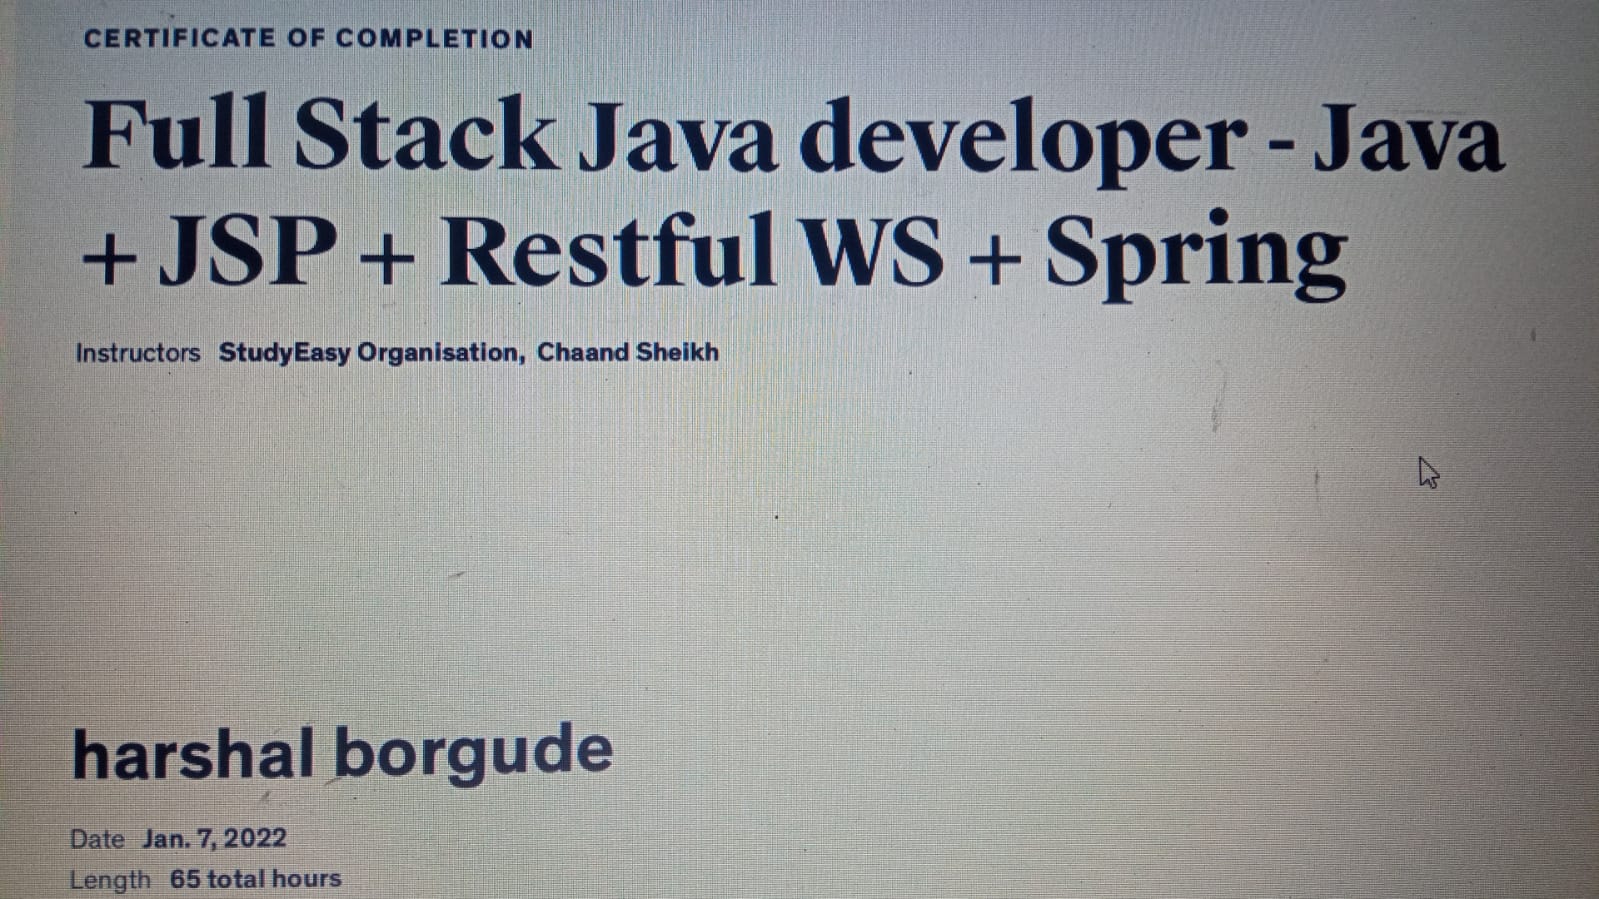 CERTIFICATE OF COMPLETION
Full Stack Java developer - Java
+ JSP + Restful WS + Spring
Instructors StudyEasy Organisation, Chaand Sheikh
harshal borgude
Date Jan. 7, 2022
Length 65 total hours